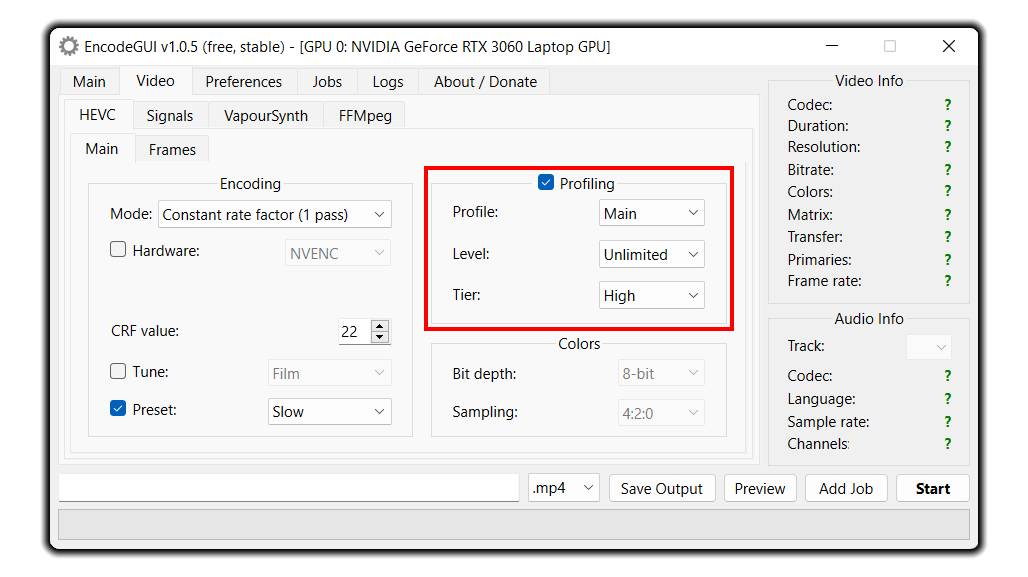 EncodeGUI v1.0.5 (free, stable) - [GPU 0: NVIDIA GeForce RTX 3060 Laptop GPU]
Main Video Preferences Jobs Logs About / Donate
HEVC Signals VapourSynth FFMpeg
Main Frames
Encoding
Mode: Constant rate factor (1 pass)
Hardware: NVENC
CRF value: 22
Tune: Film
Preset: Slow
Profiling
Profile: Main
Level: Unlimited
Tier: High
Colors
Bit depth: 8-bit
Sampling: 4:2:0
Video Info
Codec: ?
Duration: ?
Resolution: ?
Bitrate: ?
Colors: ?
Matrix: ?
Transfer: ?
Primaries: ?
Frame rate: ?
Audio Info
Track:
Codec: ?
Language: ?
Sample rate: ?
Channels: ?
.mp4 Save Output Preview Add Job Start